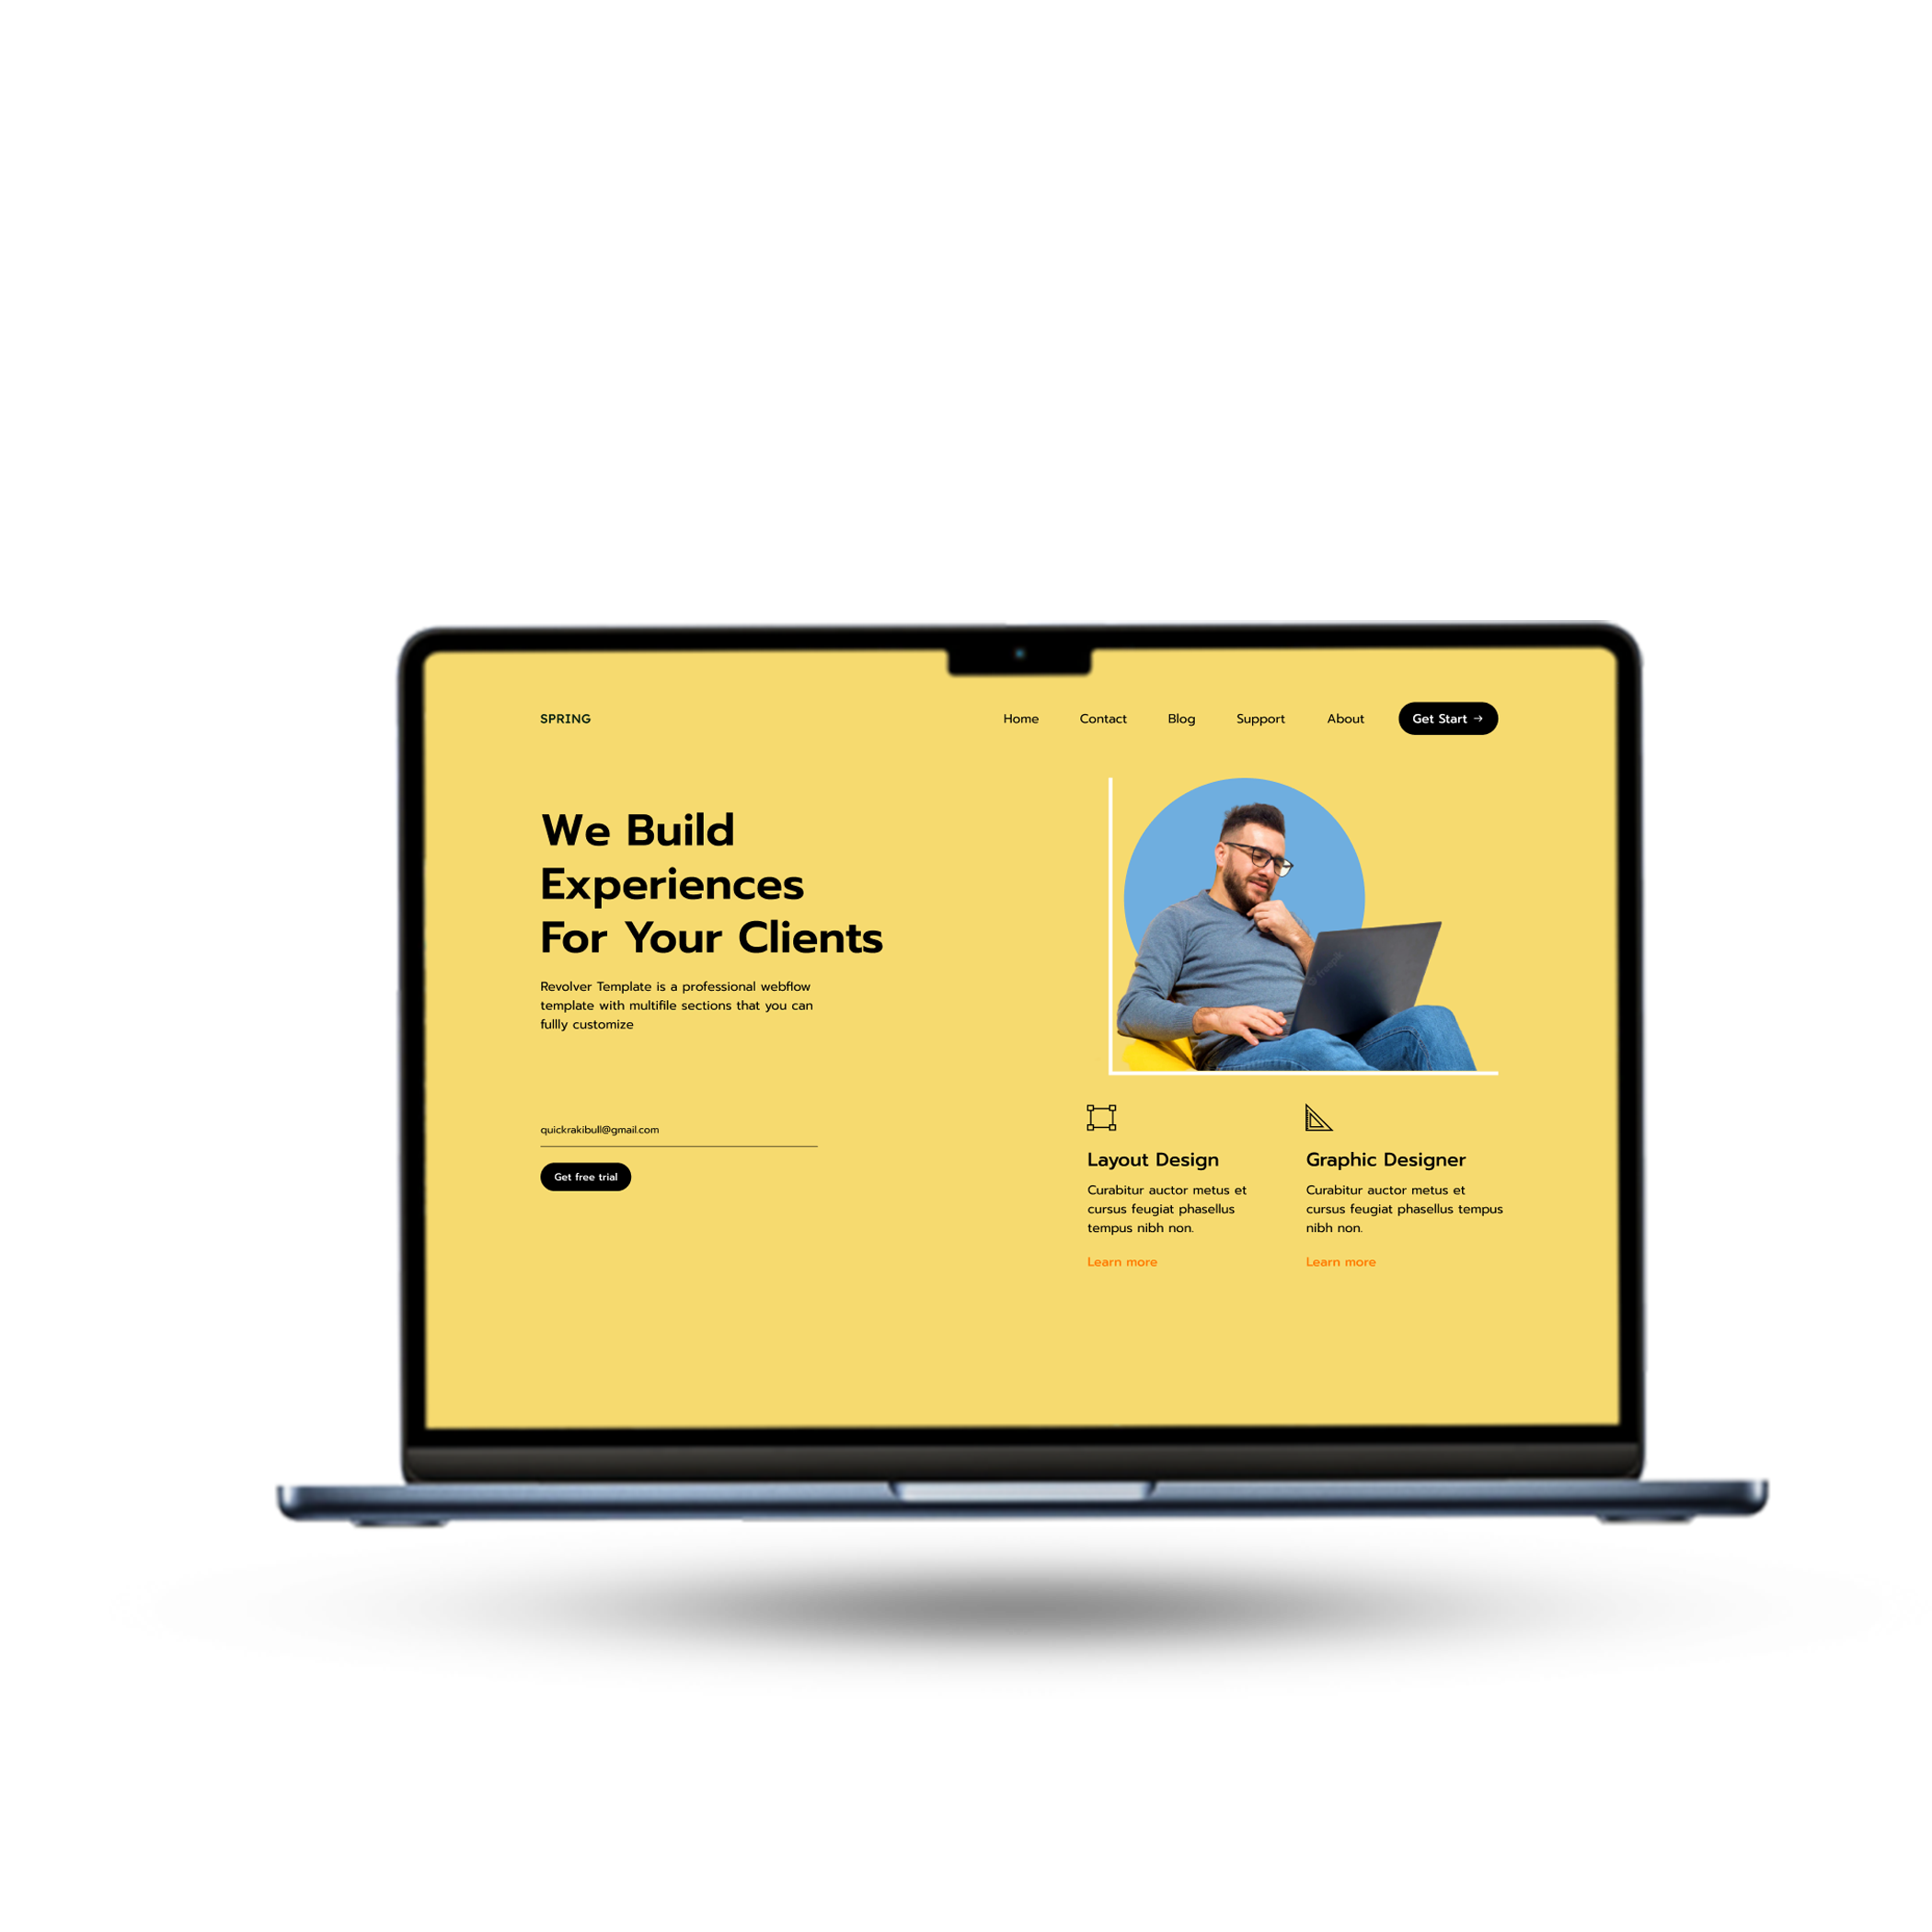 SPRING
Home Contact Blog Support About Get Start →
We Build
Experiences
For Your Clients
Revolver Template is a professional webflow
template with multifile sections that you can
fullly customize
quickrakibull@gmail.com
Get free trial
freepik
Layout Design
Curabitur auctor metus et
cursus feugiat phasellus
tempus nibh non.
Learn more
Graphic Designer
Curabitur auctor metus et
cursus feugiat phasellus tempus
nibh non.
Learn more